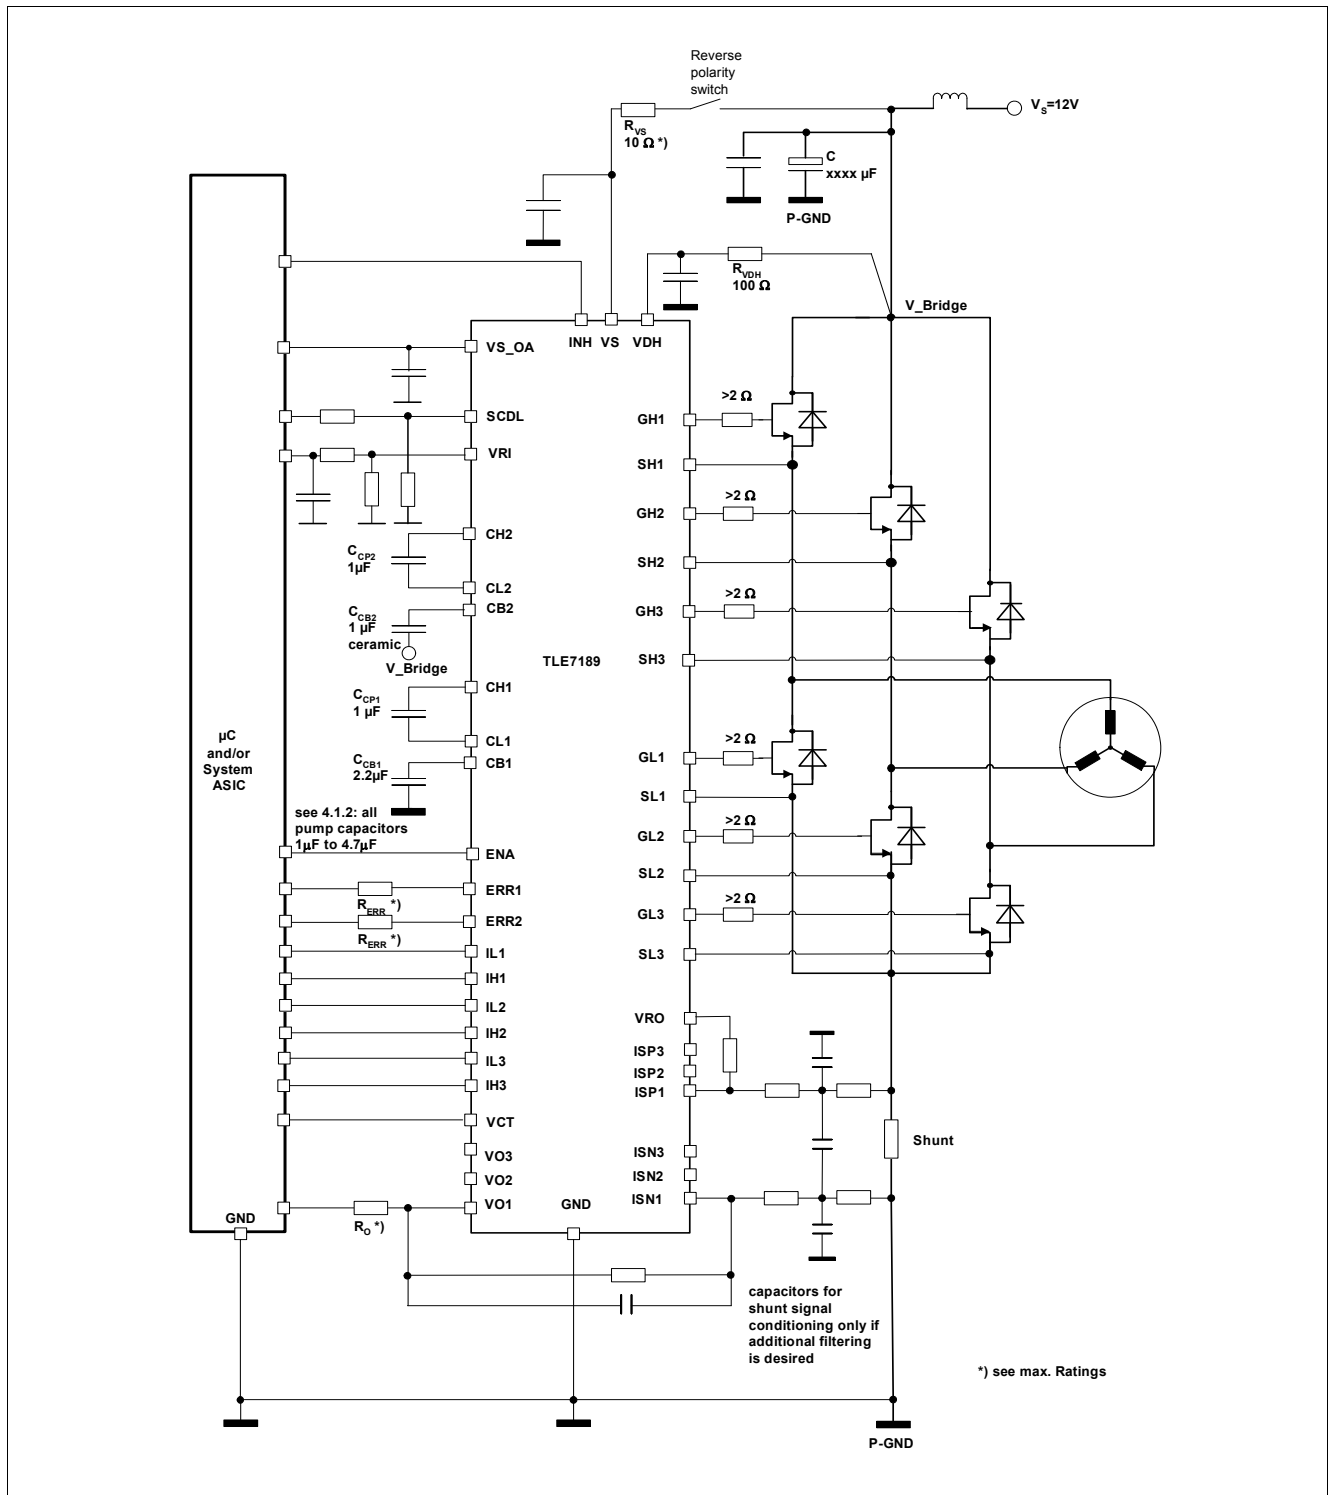 Reverse
polarity
switch
V_S=12V
R_VS
10 Ω *)
C
xxxx µF
P-GND
R_VDH
100 Ω
V_Bridge
INH VS VDH
VS_OA
SCDL
VRI
CH2
C_CP2
1µF
CL2
CB2
C_CB2
1 µF
ceramic
V_Bridge
CH1
C_CP1
1 µF
CL1
CB1
C_CB1
2.2µF
see 4.1.2: all
pump capacitors
1µF to 4.7µF
µC
and/or
System
ASIC
TLE7189
GH1
>2 Ω
SH1
GH2
>2 Ω
SH2
GH3
>2 Ω
SH3
GL1
>2 Ω
SL1
GL2
>2 Ω
SL2
GL3
>2 Ω
SL3
ENA
ERR1
R_ERR *)
ERR2
R_ERR *)
IL1
IH1
IL2
IH2
IL3
IH3
VCT
VO3
VO2
VO1
R_O *)
VRO
ISP3
ISP2
ISP1
Shunt
ISN3
ISN2
ISN1
GND
GND
capacitors for
shunt signal
conditioning only if
additional filtering
is desired
*) see max. Ratings
P-GND